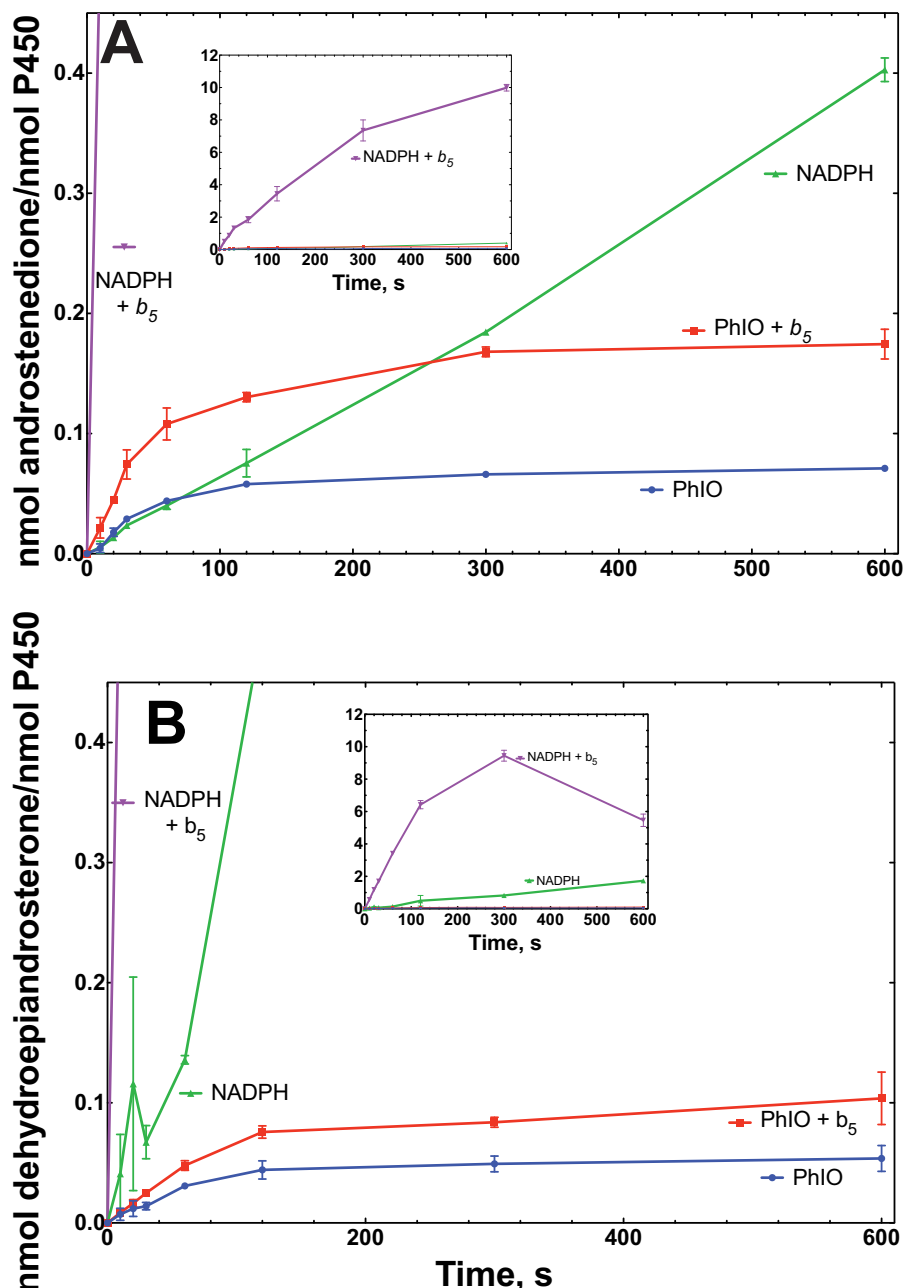 A
nmol androstenedione/nmol P450
0.4
0.3
0.2
0.1
0.0
0 100 200 300 400 500 600
NADPH
+ b5
NADPH
PhIO + b5
PhIO
12
10
8
6
4
2
0
0 100 200 300 400 500 600
Time, s
NADPH + b5
B
nmol dehydroepiandrosterone/nmol P450
0.4
0.3
0.2
0.1
0.0
0 200 400 600
Time, s
NADPH
+ b5
NADPH
PhIO + b5
PhIO
12
10
8
6
4
2
0
0 100 200 300 400 500 600
Time, s
NADPH + b5
NADPH